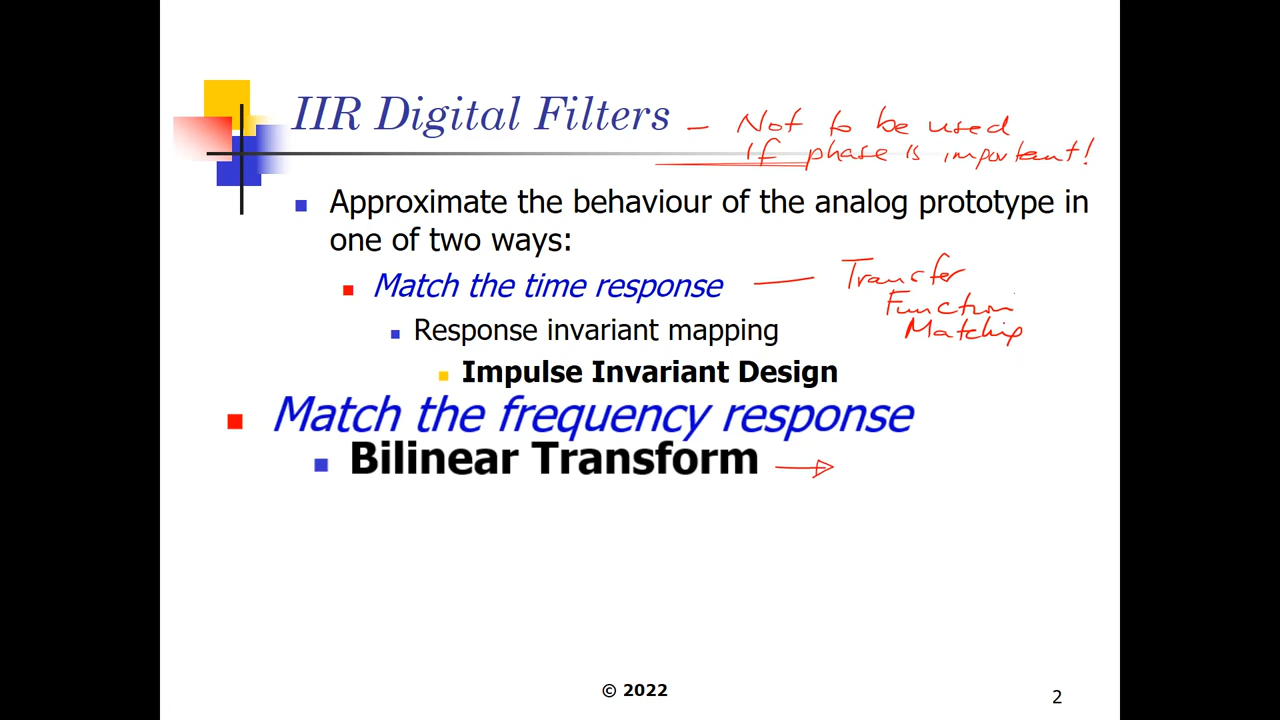 IIR Digital Filters – Not to be used
If phase is important!
Approximate the behaviour of the analog prototype in
one of two ways:
Match the time response — Transfer
Function
Matching
Response invariant mapping
Impulse Invariant Design
Match the frequency response
Bilinear Transform →
© 2022
2